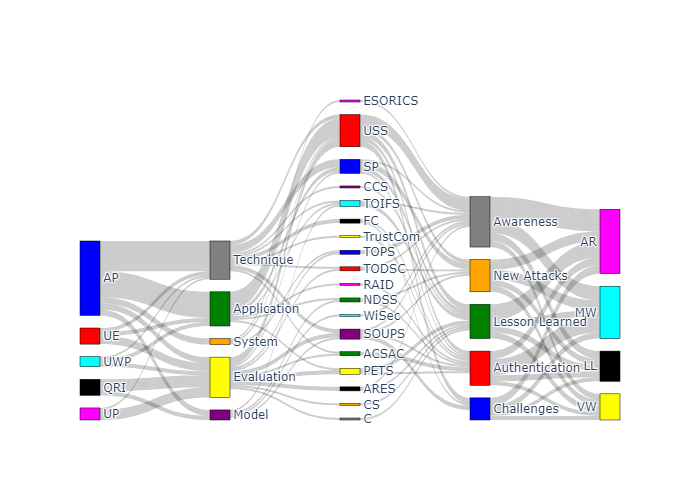 AP
UE
UWP
QRI
UP
Technique
Application
System
Evaluation
Model
ESORICS
USS
SP
CCS
TOIFS
FC
TrustCom
TOPS
TODSC
RAID
NDSS
WiSec
SOUPS
ACSAC
PETS
ARES
CS
C
Awareness
New Attacks
Lesson Learned
Authentication
Challenges
AR
MW
LL
VW